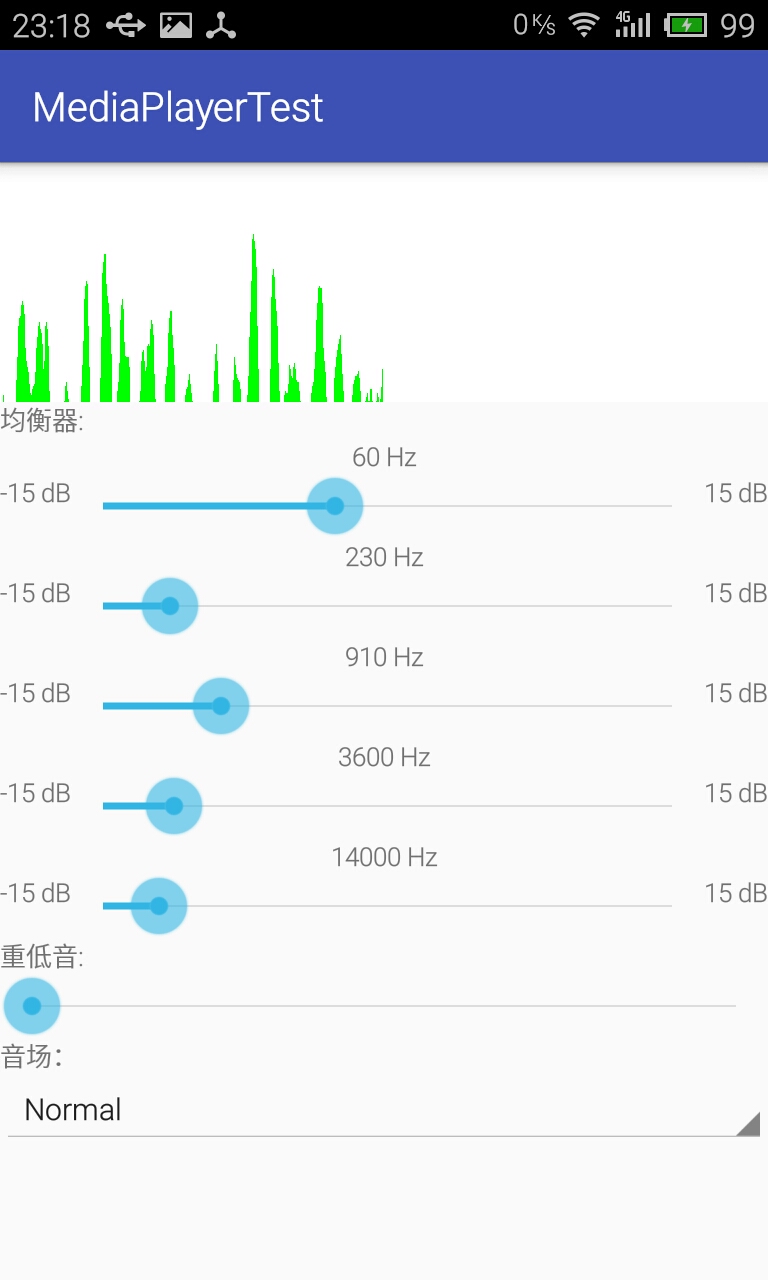 23:18 0 K/s 4G 99
MediaPlayerTest
均衡器:
60 Hz
-15 dB 15 dB
230 Hz
-15 dB 15 dB
910 Hz
-15 dB 15 dB
3600 Hz
-15 dB 15 dB
14000 Hz
-15 dB 15 dB
重低音:
音场：
Normal